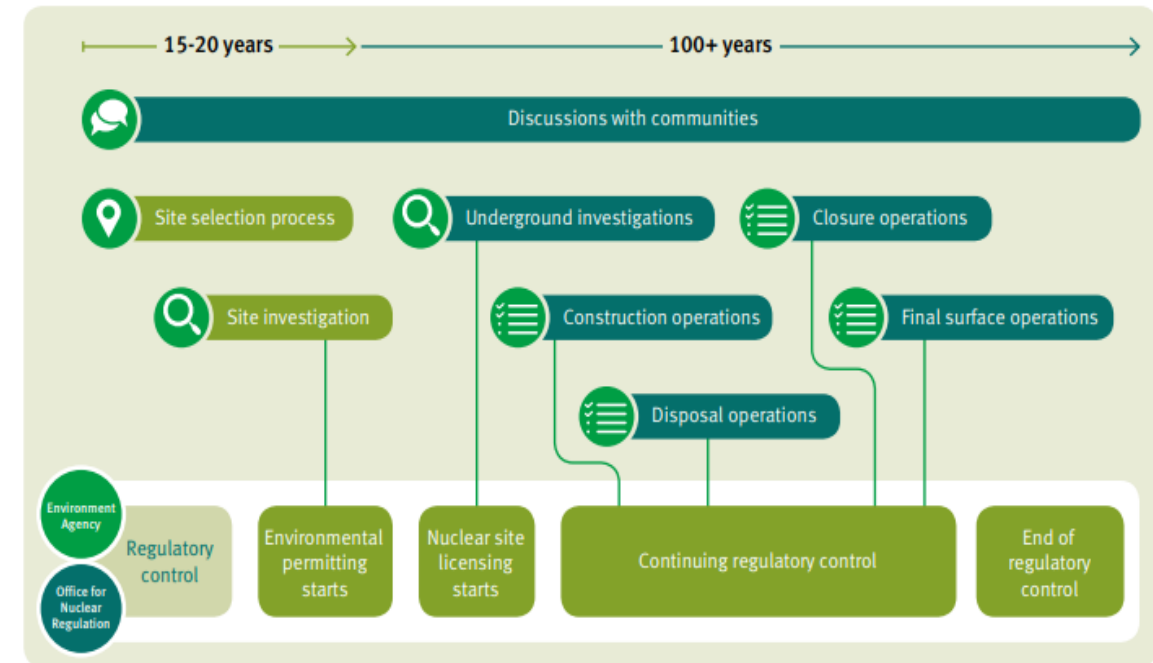 15-20 years
100+ years
Discussions with communities
Site selection process
Underground investigations
Closure operations
Site investigation
Construction operations
Final surface operations
Disposal operations
Environment
Agency
Regulatory
control
Office for
Nuclear
Regulation
Environmental
permitting
starts
Nuclear site
licensing
starts
Continuing regulatory control
End of
regulatory
control